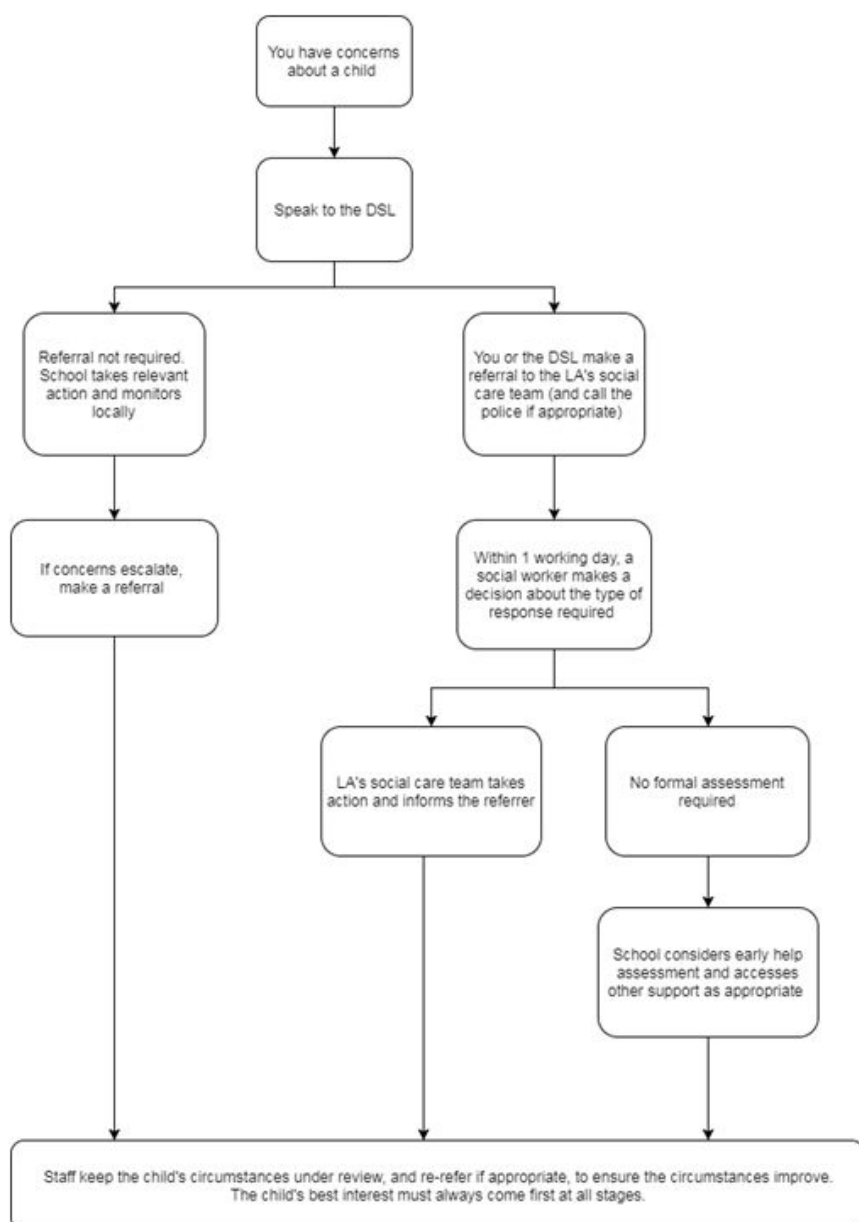 You have concerns
about a child
Speak to the DSL
Referral not required.
School takes relevant
action and monitors
locally
You or the DSL make a
referral to the LA's social
care team (and call the
police if appropriate)
If concerns escalate,
make a referral
Within 1 working day, a
social worker makes a
decision about the type of
response required
LA's social care team takes
action and informs the referrer
No formal assessment
required
School considers early help
assessment and accesses
other support as appropriate
Staff keep the child's circumstances under review, and re-refer if appropriate, to ensure the circumstances improve.
The child's best interest must always come first at all stages.